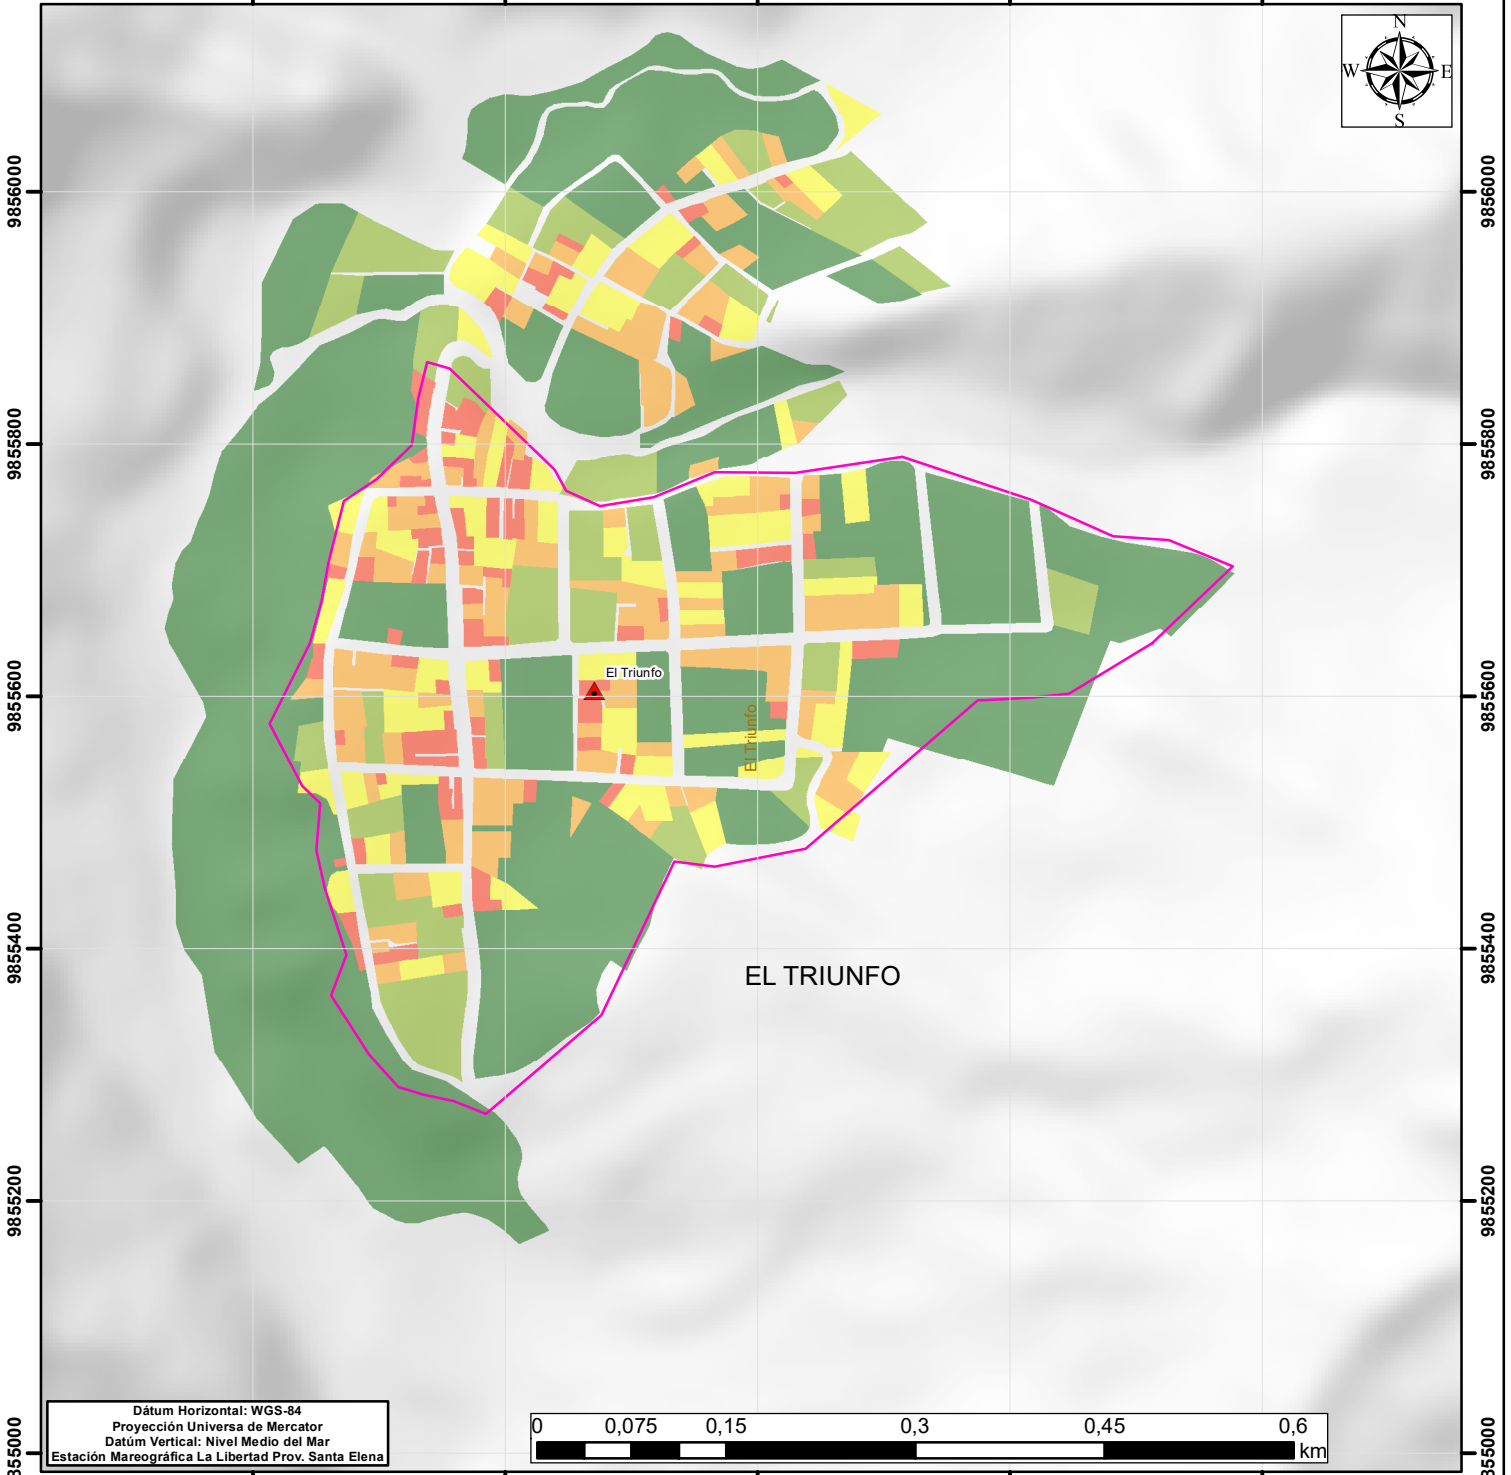 N
W E
S
9856000
9856000
9855800
9855800
El Triunfo
9855600
9855600
El Triunfo
9855400
9855400
EL TRIUNFO
9855200
9855200
Dátum Horizontal: WGS-84
Proyección Universa de Mercator
Datúm Vertical: Nivel Medio del Mar
Estación Mareográfica La Libertad Prov. Santa Elena
0 0,075 0,15 0,3 0,45 0,6
km
855000
855000